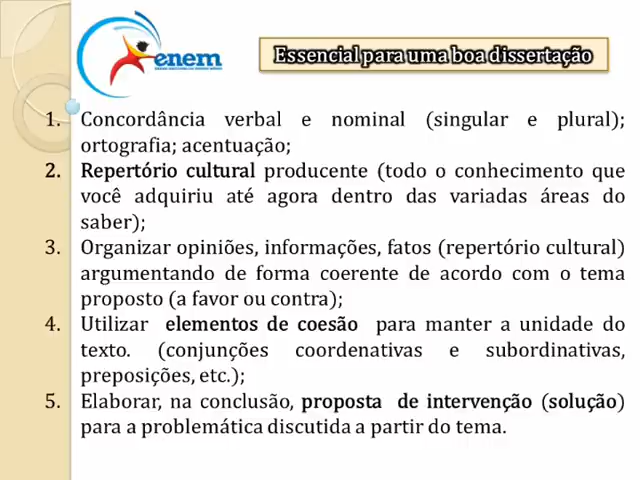 enem
Essencial para uma boa dissertação
1. Concordância verbal e nominal (singular e plural);
ortografia; acentuação;
2. Repertório cultural producente (todo o conhecimento que
você adquiriu até agora dentro das variadas áreas do
saber);
3. Organizar opiniões, informações, fatos (repertório cultural)
argumentando de forma coerente de acordo com o tema
proposto (a favor ou contra);
4. Utilizar elementos de coesão para manter a unidade do
texto. (conjunções coordenativas e subordinativas,
preposições, etc.);
5. Elaborar, na conclusão, proposta de intervenção (solução)
para a problemática discutida a partir do tema.